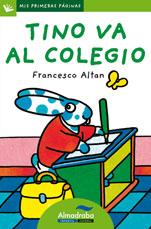 MIS PRIMERAS PÁGINAS
TINO VA
AL COLEGIO
Francesco Altan
Almadraba